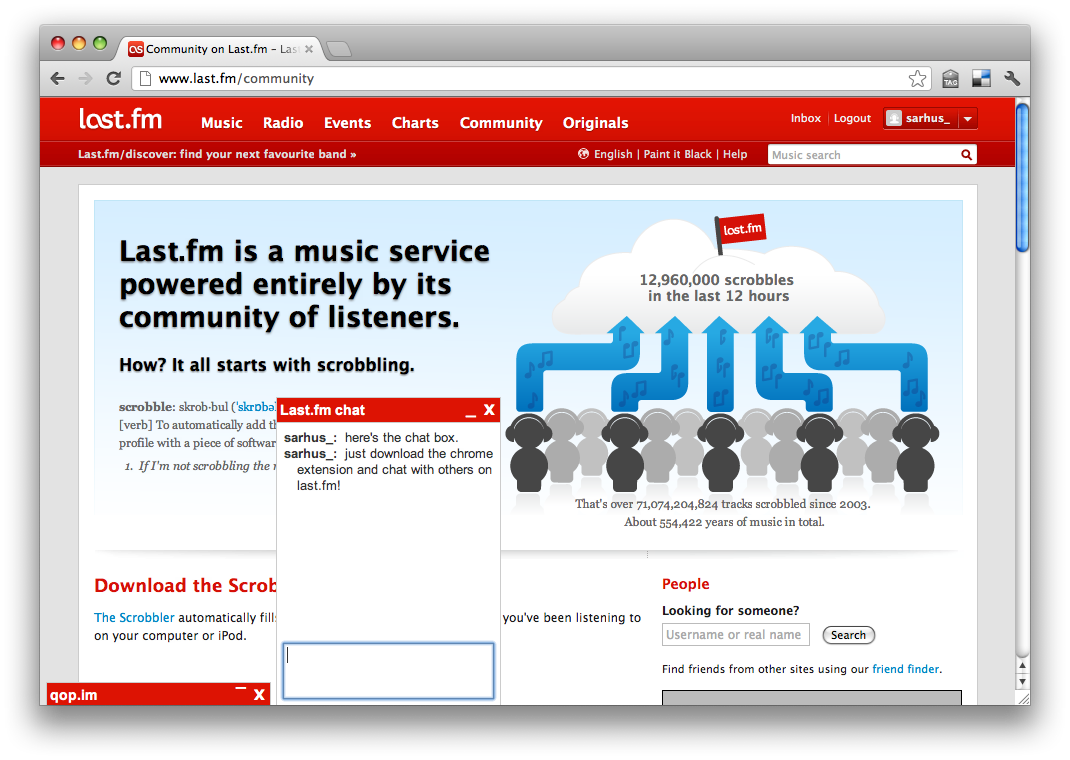 Community on Last.fm – Las
www.last.fm/community
TAG
last.fm
Music Radio Events Charts Community Originals
Inbox | Logout sarhus_
Last.fm/discover: find your next favourite band »
English | Paint it Black | Help
Music search
Last.fm is a music service
powered entirely by its
community of listeners.
How? It all starts with scrobbling.
scrobble: skrob·bul ('skrɒbə
[verb] To automatically add th
profile with a piece of softwar
1. If I'm not scrobbling the
last.fm
12,960,000 scrobbles
in the last 12 hours
That's over 71,074,204,824 tracks scrobbled since 2003.
About 554,422 years of music in total.
Last.fm chat _ X
sarhus_: here's the chat box.
sarhus_: just download the chrome
extension and chat with others on
last.fm!
Download the Scrob
The Scrobbler automatically fill
you've been listening to
on your computer or iPod.
People
Looking for someone?
Username or real name Search
Find friends from other sites using our friend finder.
qop.lm – X